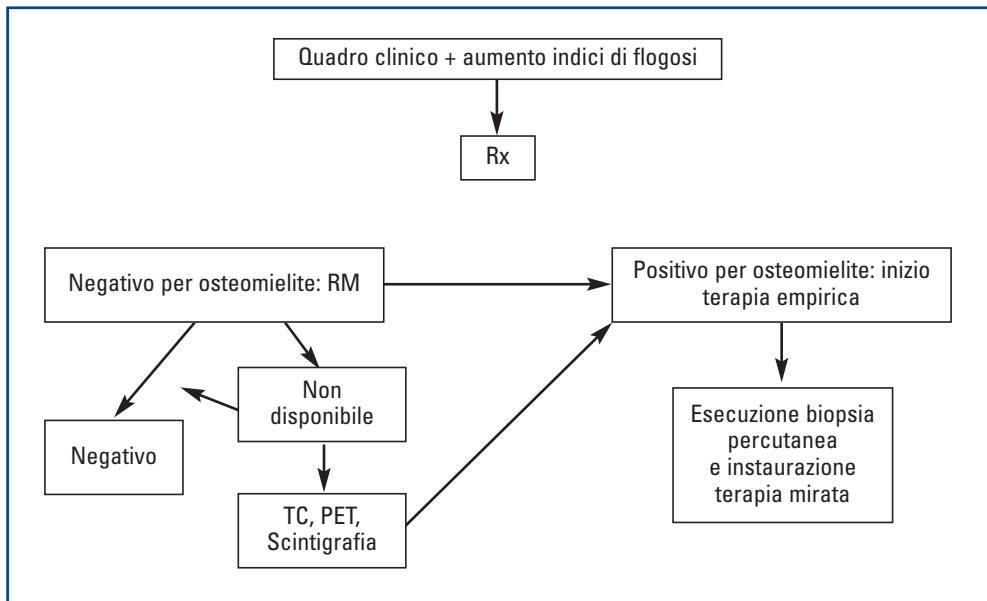 Quadro clinico + aumento indici di flogosi
Rx
Negativo per osteomielite: RM
Positivo per osteomielite: inizio
terapia empirica
Non
disponibile
Negativo
Esecuzione biopsia
percutanea
e instaurazione
terapia mirata
TC, PET,
Scintigrafia